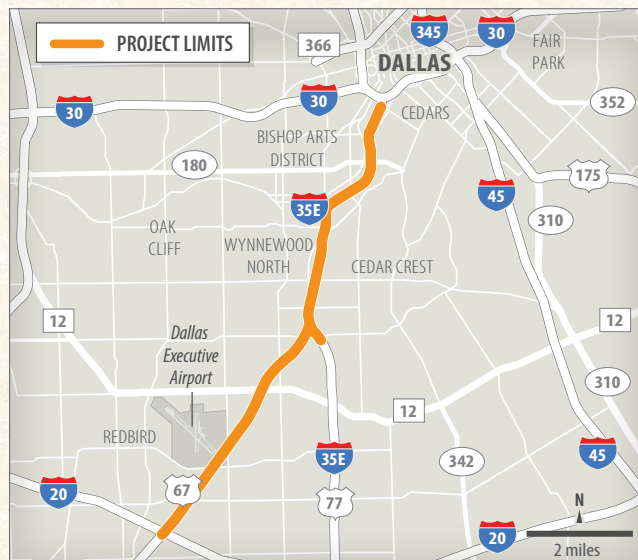 PROJECT LIMITS
366
345
30
FAIR
PARK
DALLAS
30
30
352
CEDARS
BISHOP ARTS
DISTRICT
180
175
35E
45
310
OAK
CLIFF
WYNNEWOOD
NORTH
CEDAR CREST
12
12
Dallas
Executive
Airport
310
12
REDBIRD
35E
342
45
67
20
77
N
20
2 miles